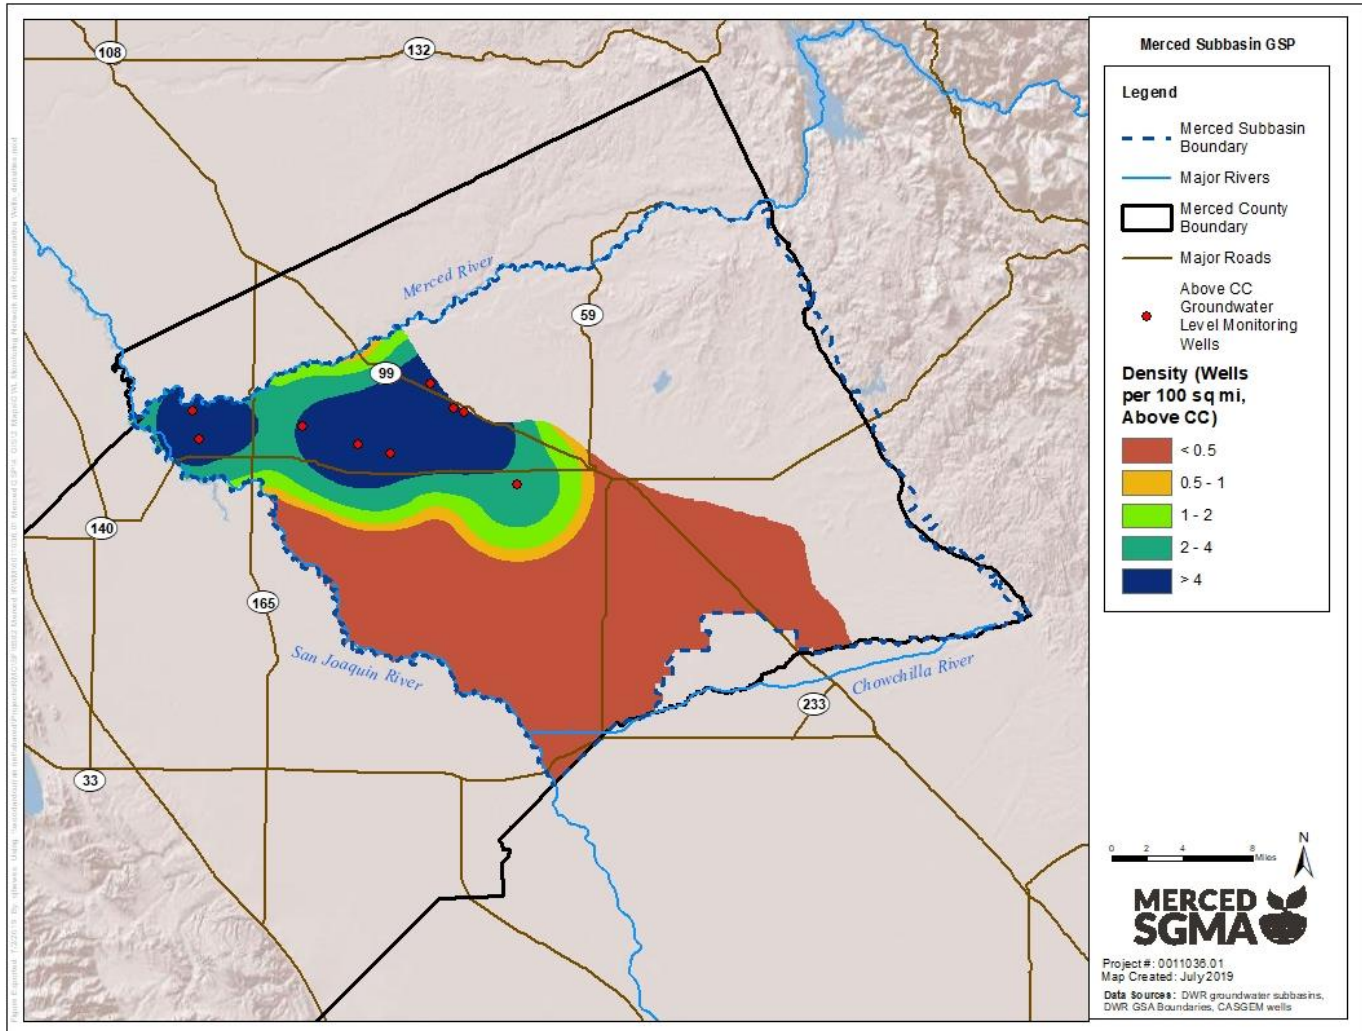 108
132
Merced River
59
99
140
165
San Joaquin River
Chowchilla River
233
33
Merced Subbasin GSP
Legend
Merced Subbasin
Boundary
Major Rivers
Merced County
Boundary
Major Roads
Above CC
Groundwater
Level Monitoring
Wells
Density (Wells
per 100 sq mi,
Above CC)
< 0.5
0.5 - 1
1 - 2
2 - 4
> 4
N
0 2 4 8
Miles
MERCED
SGMA
Project #: 0011036.01
Map Created: July 2019
Data Sources: DWR groundwater subbasins,
DWR GSA Boundaries, CASGEM wells